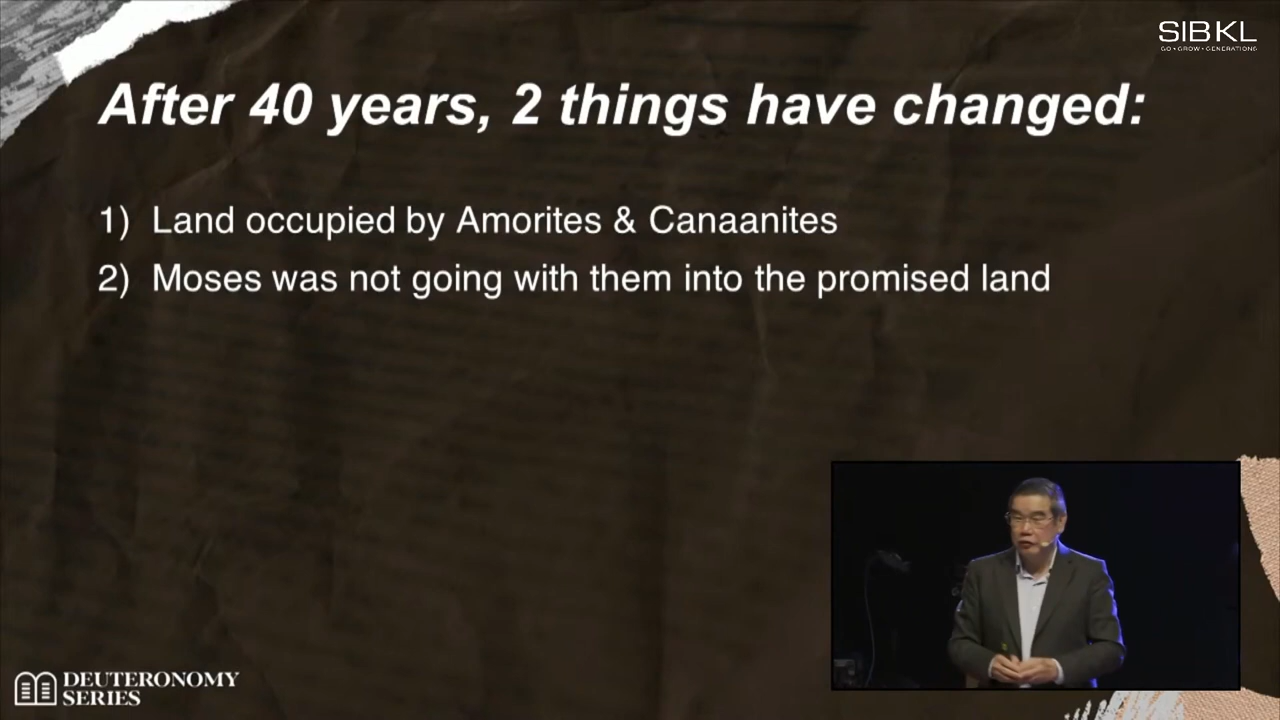 SIBKL
GO • GROW • GENERATIONS
After 40 years, 2 things have changed:
1) Land occupied by Amorites & Canaanites
2) Moses was not going with them into the promised land
DEUTERONOMY
SERIES